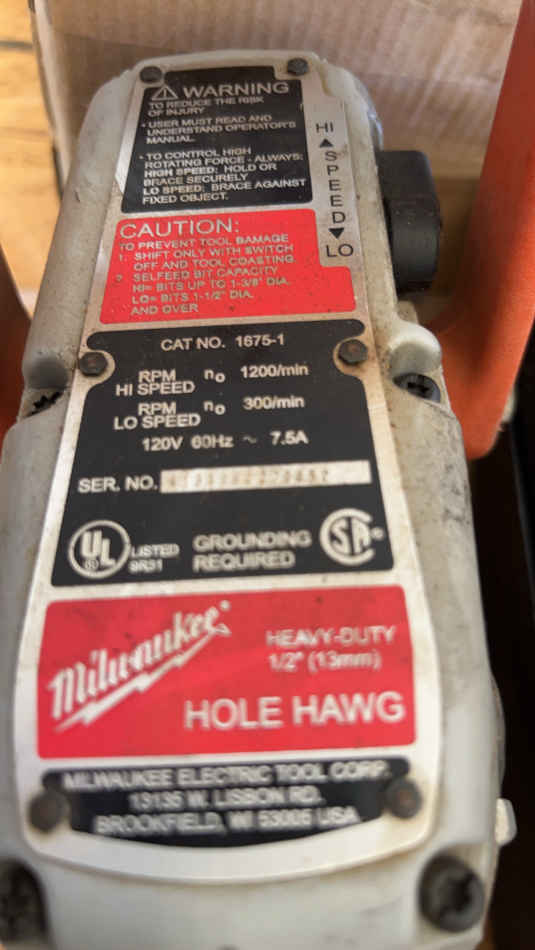 ⚠ WARNING
TO REDUCE THE RISK
OF INJURY
• USER MUST READ AND
UNDERSTAND OPERATOR'S
MANUAL.
• TO CONTROL HIGH
ROTATING FORCE - ALWAYS:
HIGH SPEED: HOLD OR
BRACE SECURELY
LO SPEED: BRACE AGAINST
FIXED OBJECT.
HI
▲
SPEED
▼
LO
CAUTION:
TO PREVENT TOOL DAMAGE
1. SHIFT ONLY WITH SWITCH
OFF AND TOOL COASTING.
2. SELFEED BIT CAPACITY
HI= BITS UP TO 1-3/8" DIA.
LO= BITS 1-1/2" DIA.
AND OVER
CAT NO. 1675-1
RPM HI SPEED no 1200/min
RPM LO SPEED no 300/min
120V 60Hz ~ 7.5A
SER. NO.
UL ®
LISTED
9R31
GROUNDING
REQUIRED
SA ®
Milwaukee
HEAVY-DUTY
1/2" (13mm)
HOLE HAWG
MILWAUKEE ELECTRIC TOOL CORP.
13135 W. LISBON RD.
BROOKFIELD, WI 53005 USA